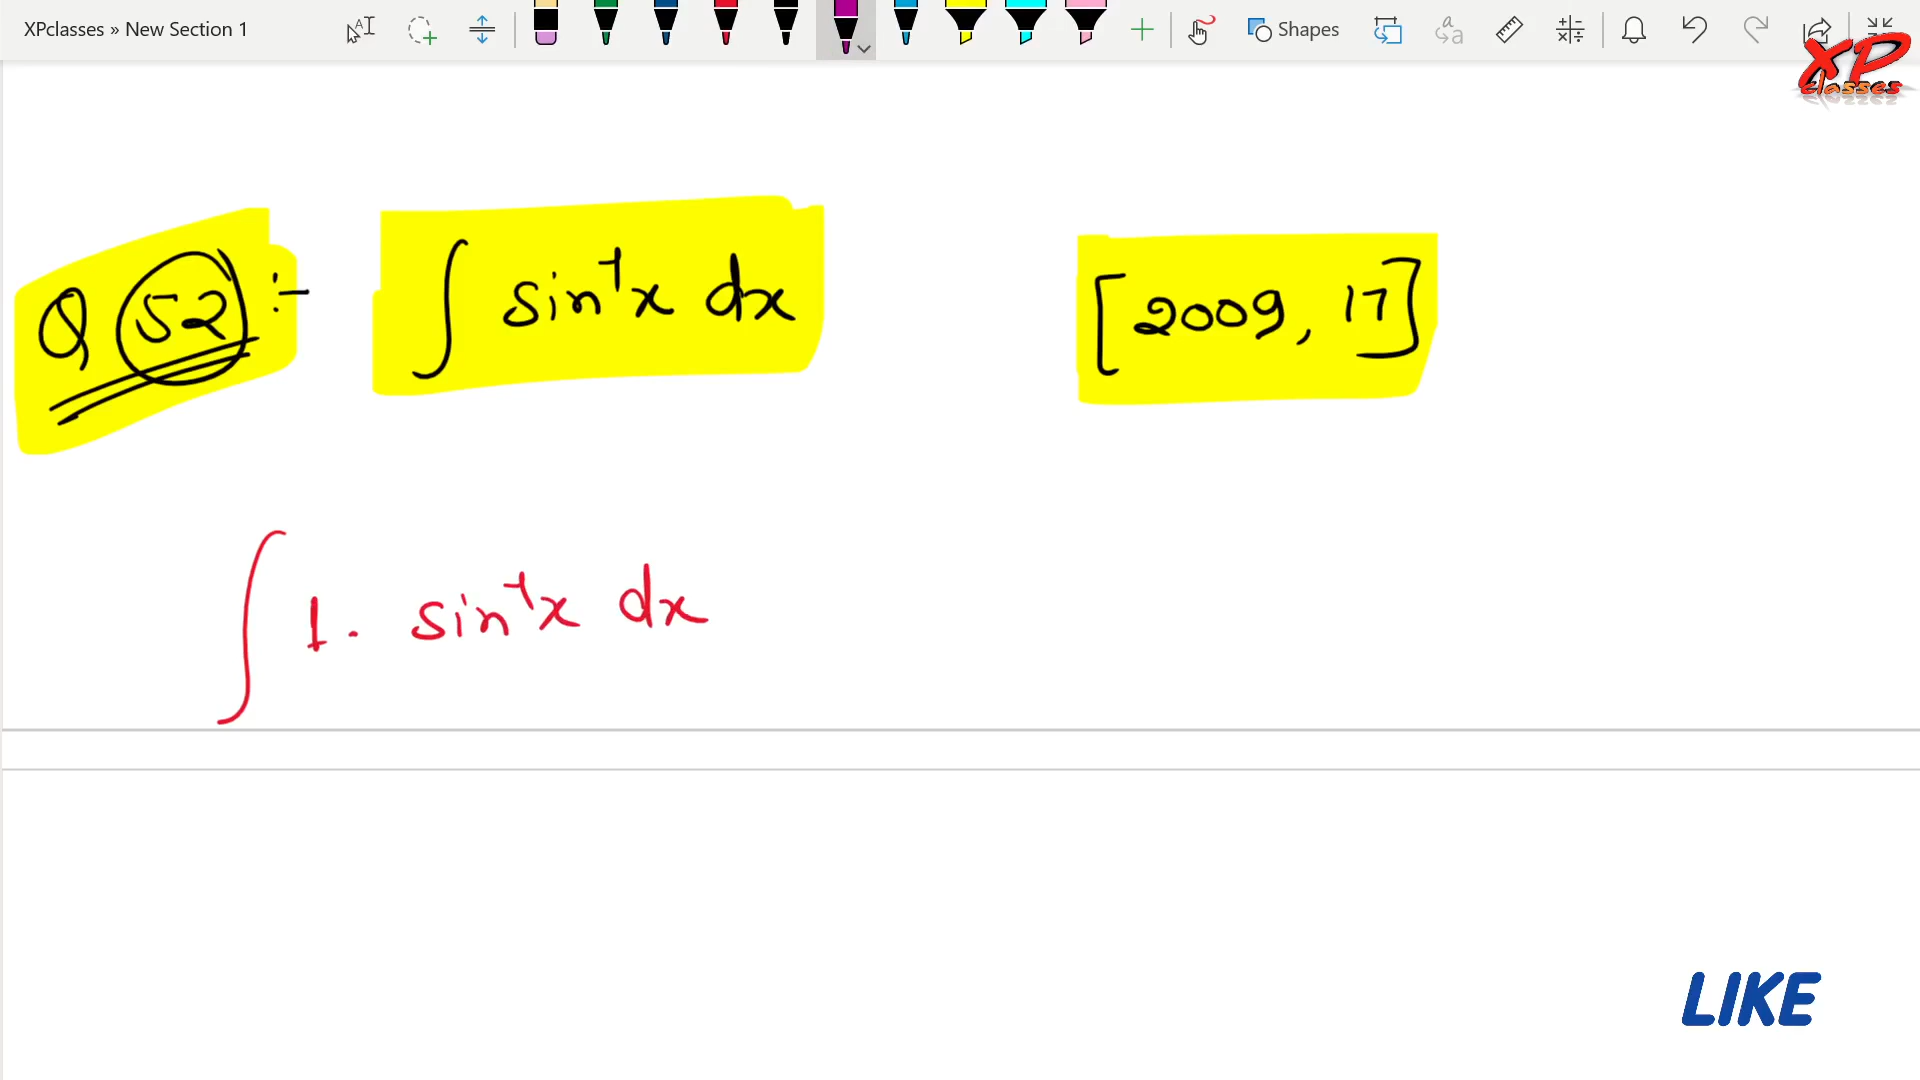 XPclasses » New Section 1
Shapes
XP
classes
Q 52 :- ∫ sin⁻¹x dx [2009, 17]
∫ 1. sin⁻¹x dx
LIKE